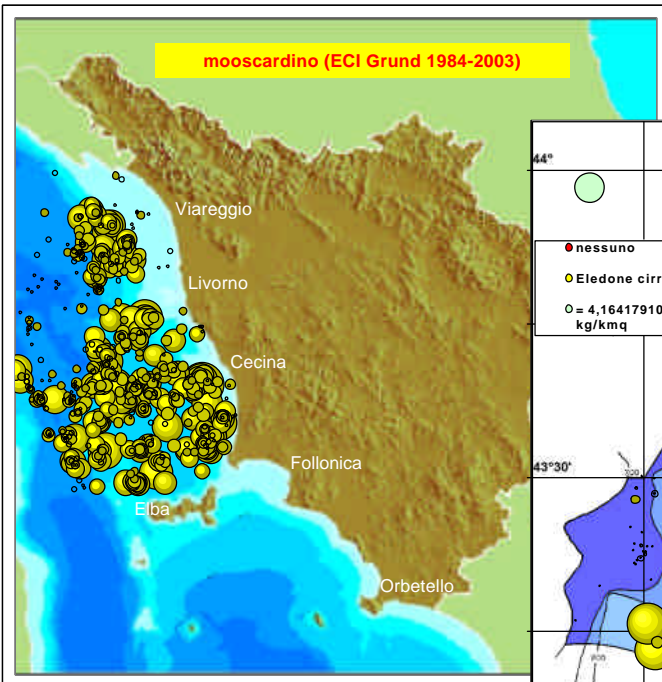 mooscardino (ECI Grund 1984-2003)
Viareggio
Livorno
Cecina
Follonica
Elba
Orbetello
44°
nessuno
Eledone cirr
= 4,16417910
kg/kmq
43°30'